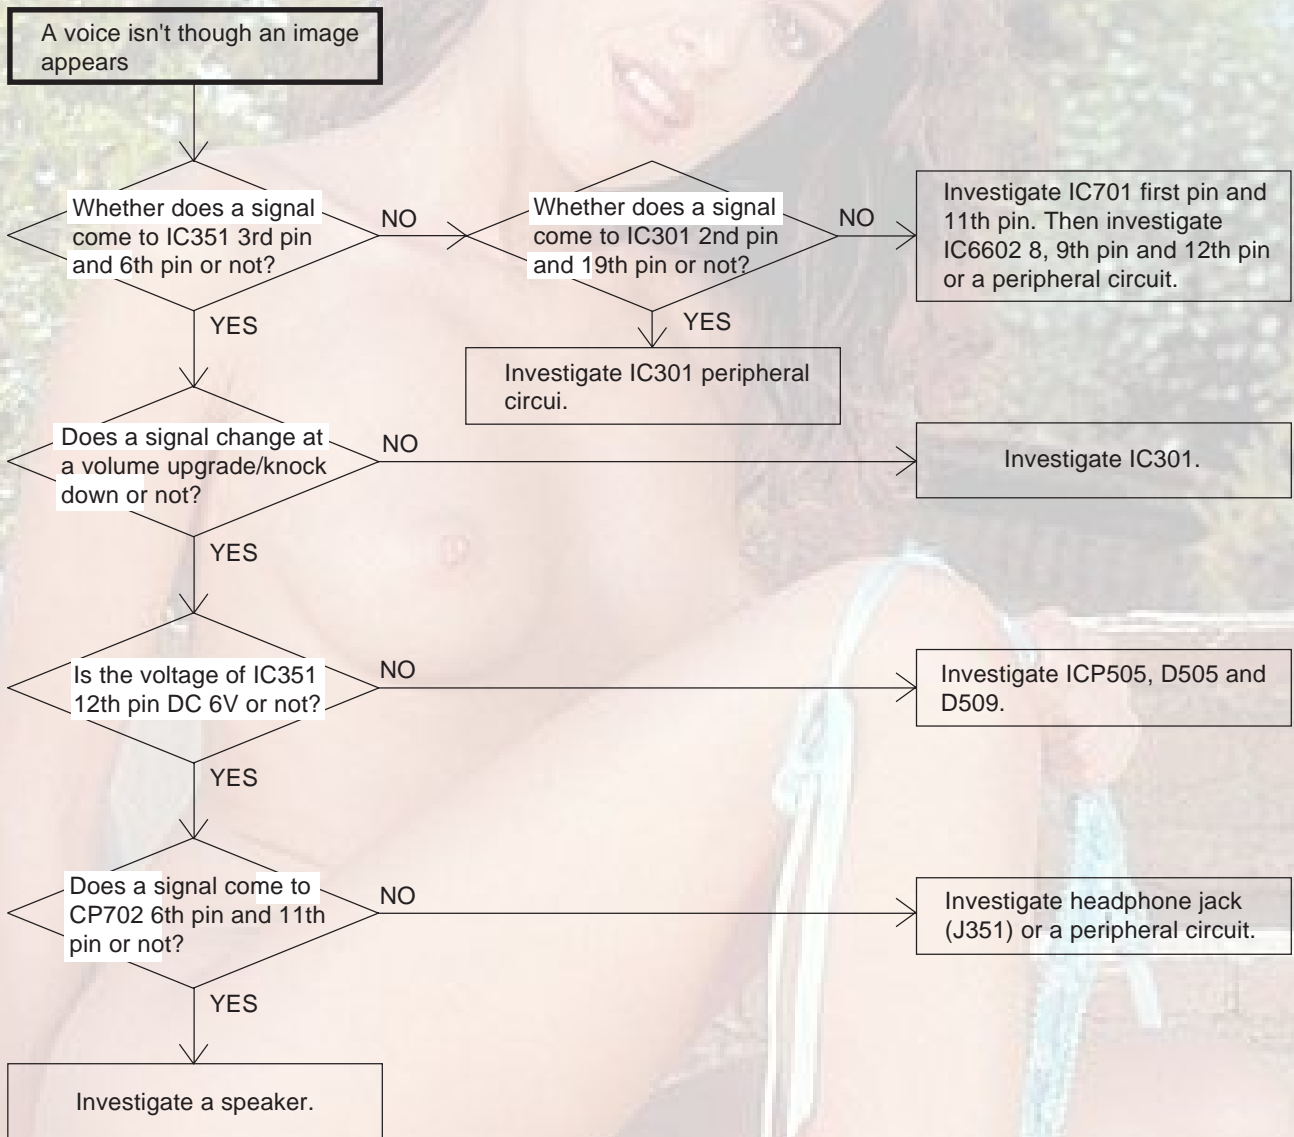 A voice isn't though an image
appears
Whether does a signal
come to IC351 3rd pin
and 6th pin or not?
NO
Whether does a signal
come to IC301 2nd pin
and 19th pin or not?
NO
Investigate IC701 first pin and
11th pin. Then investigate
IC6602 8, 9th pin and 12th pin
or a peripheral circuit.
YES
YES
Investigate IC301 peripheral
circui.
Does a signal change at
a volume upgrade/knock
down or not?
NO
Investigate IC301.
YES
Is the voltage of IC351
12th pin DC 6V or not?
NO
Investigate ICP505, D505 and
D509.
YES
Does a signal come to
CP702 6th pin and 11th
pin or not?
NO
Investigate headphone jack
(J351) or a peripheral circuit.
YES
Investigate a speaker.